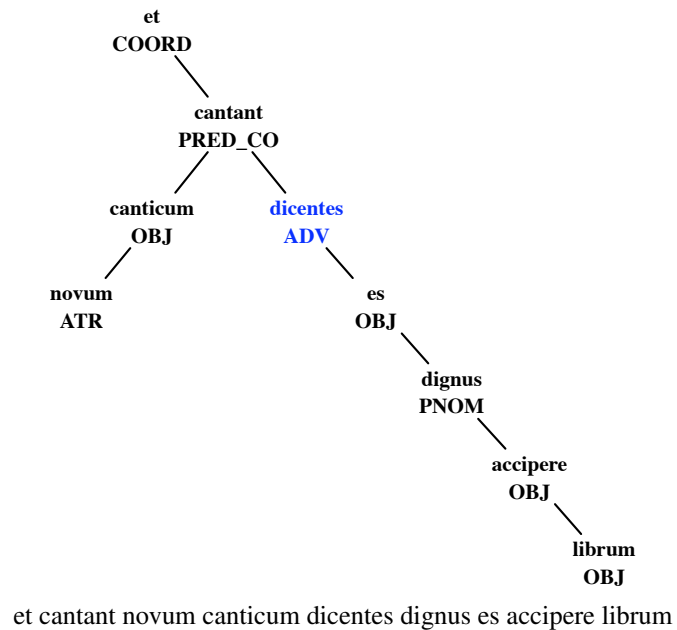 et
COORD
cantant
PRED_CO
canticum dicentes
OBJ ADV
novum es
ATR OBJ
dignus
PNOM
accipere
OBJ
librum
OBJ
et cantant novum canticum dicentes dignus es accipere librum